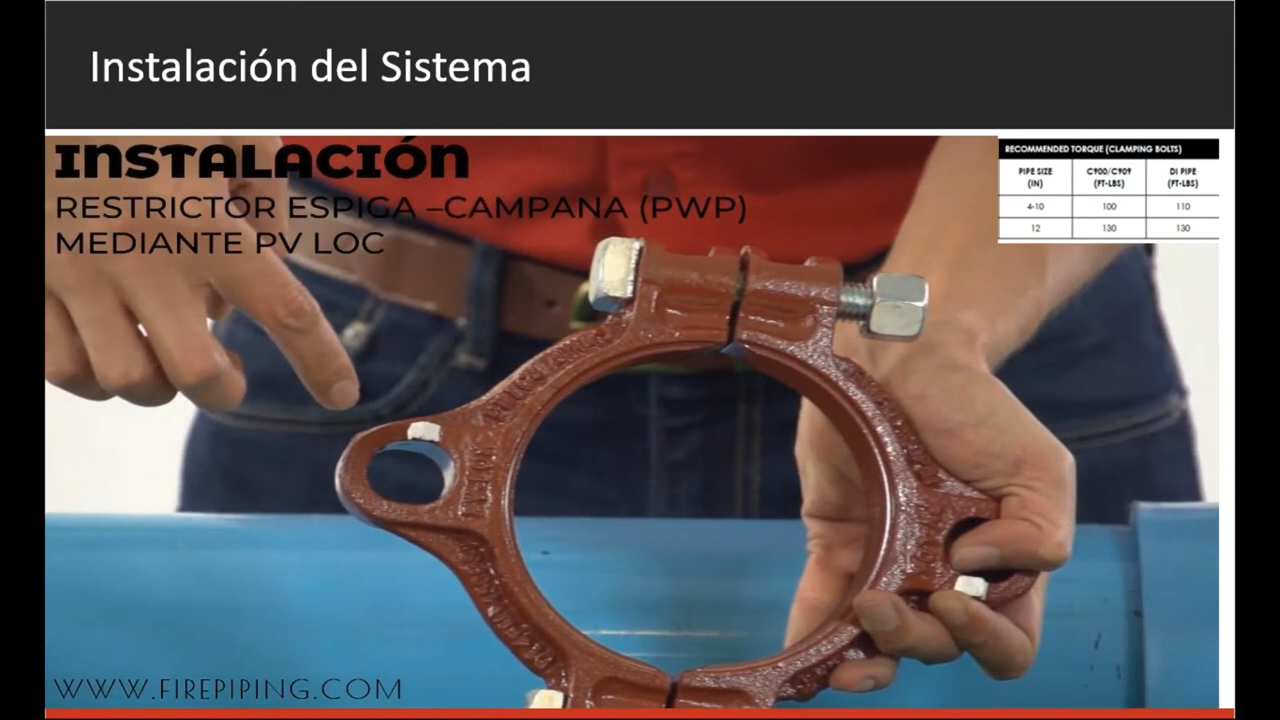 Instalación del Sistema
INSTALACIÓN
RESTRICTOR ESPIGA –CAMPANA (PWP)
MEDIANTE PV LOC
RECOMMENDED TORQUE (CLAMPING BOLTS)
PIPE SIZE (IN) C900/C909 (FT-LBS) DI PIPE (FT-LBS)
4-10 100 110
12 130 130
WWW.FIREPIPING.COM